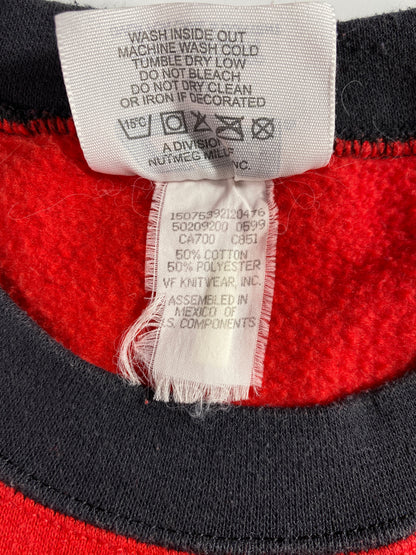 WASH INSIDE OUT
MACHINE WASH COLD
TUMBLE DRY LOW
DO NOT BLEACH
DO NOT DRY CLEAN
OR IRON IF DECORATED
15°C
A DIVISION
NUTMEG MILLS INC.
15075392120476
50209200 0599
CA700 C851
50% COTTON
50% POLYESTER
VF KNITWEAR, INC.
ASSEMBLED IN
MEXICO OF
.S. COMPONENTS